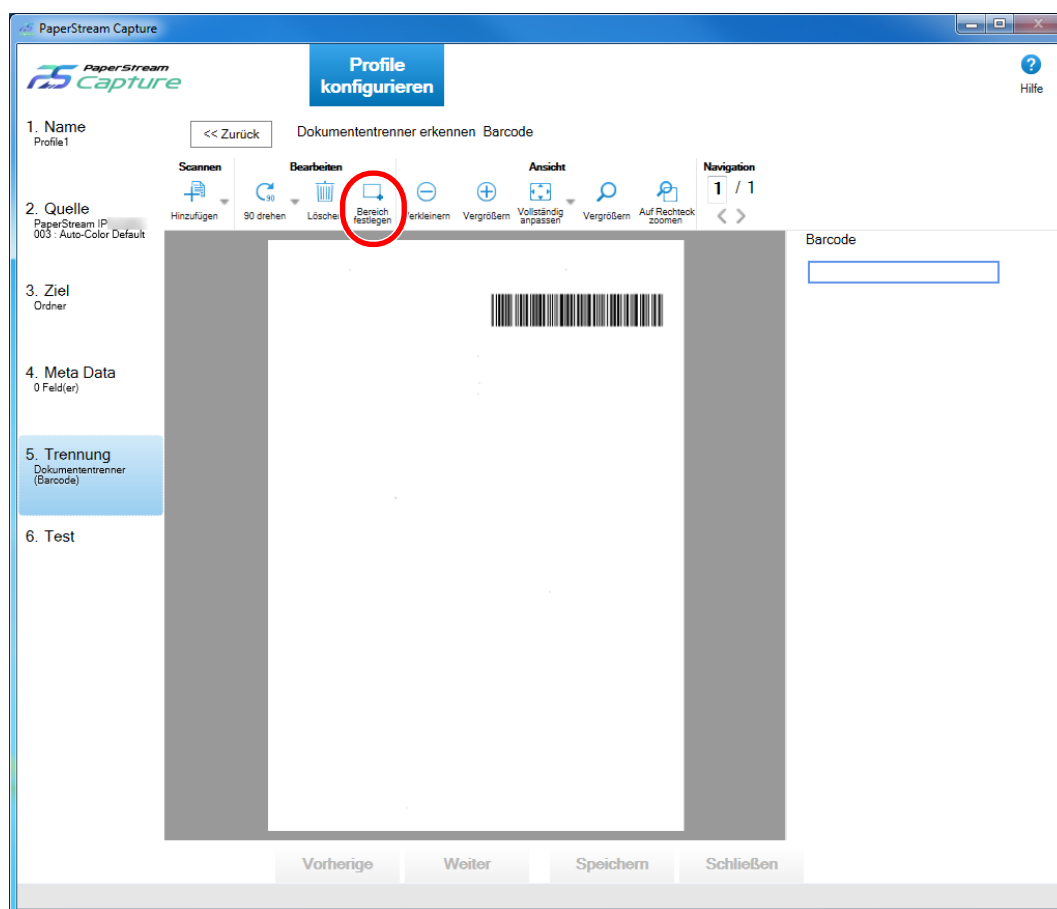 PaperStream Capture
PaperStream
Capture
Profile
konfigurieren
Hilfe
1. Name
Profile1
<< Zurück
Dokumententrenner erkennen Barcode
Scannen
Bearbeiten
Ansicht
Navigation
90
1 / 1
Hinzufügen
90 drehen
Bereich
festlegen
Vergrößern
Vollständig
anpassen
Vergrößern
Auf Rechteck
zoomen
2. Quelle
PaperStream IP
003 : Auto-Color Default
Barcode
3. Ziel
Ordner
4. Meta Data
0 Feld(er)
5. Trennung
Dokumententrenner
(Barcode)
6. Test
Vorherige
Weiter
Speichern
Schließen